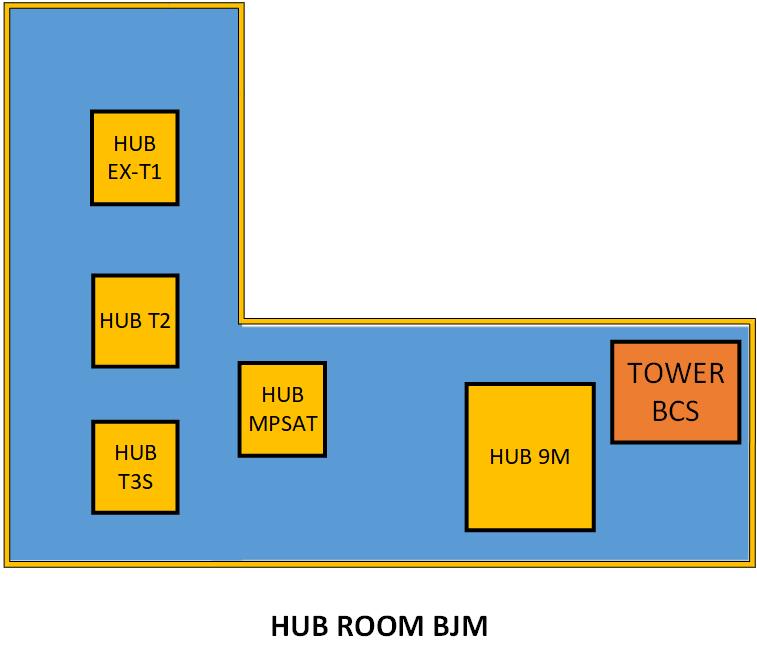 HUB
EX-T1
HUB T2
HUB
T3S
HUB
MPSAT
HUB 9M
TOWER
BCS
HUB ROOM BJM